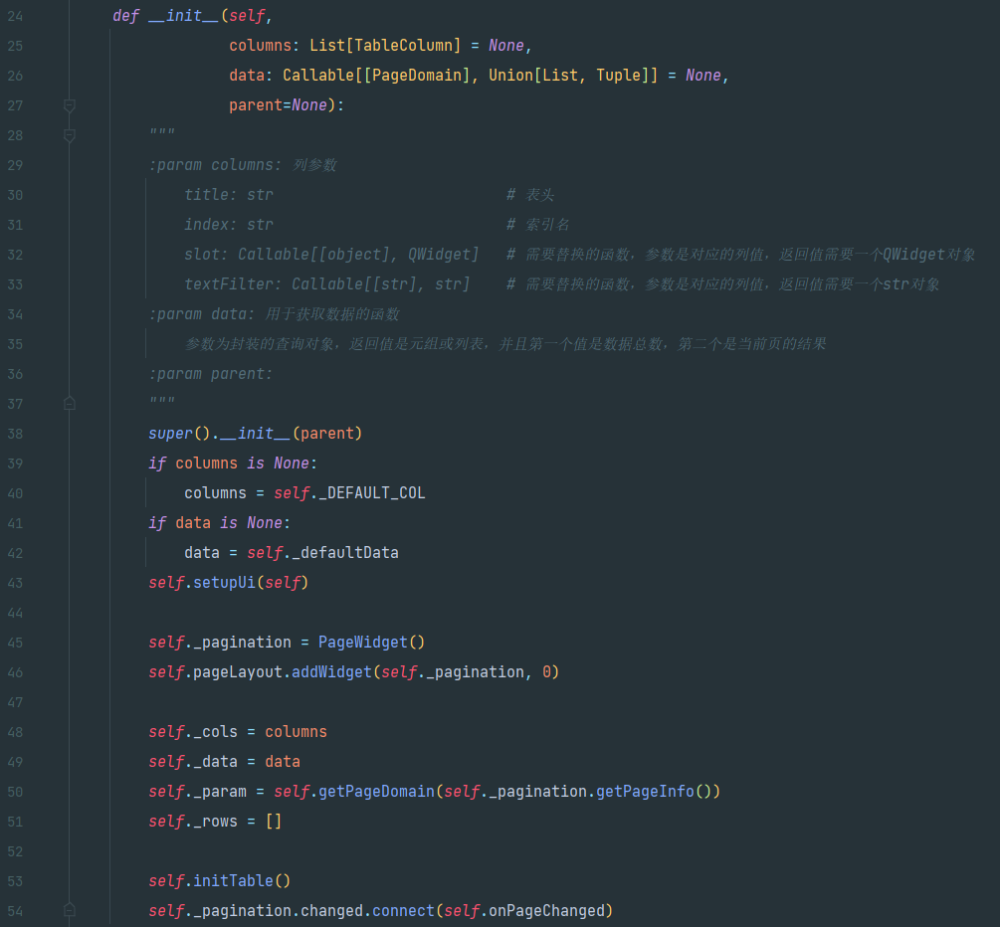 24 def __init__(self,
25 columns: List[TableColumn] = None,
26 data: Callable[[PageDomain], Union[List, Tuple]] = None,
27 parent=None):
28 """
29 :param columns: 列参数
30 title: str # 表头
31 index: str # 索引名
32 slot: Callable[[object], QWidget] # 需要替换的函数，参数是对应的列值，返回值需要一个QWidget对象
33 textFilter: Callable[[str], str] # 需要替换的函数，参数是对应的列值，返回值需要一个str对象
34 :param data: 用于获取数据的函数
35 参数为封装的查询对象，返回值是元组或列表，并且第一个值是数据总数，第二个是当前页的结果
36 :param parent:
37 """
38 super().__init__(parent)
39 if columns is None:
40 columns = self._DEFAULT_COL
41 if data is None:
42 data = self._defaultData
43 self.setupUi(self)
44
45 self._pagination = PageWidget()
46 self.pageLayout.addWidget(self._pagination, 0)
47
48 self._cols = columns
49 self._data = data
50 self._param = self.getPageDomain(self._pagination.getPageInfo())
51 self._rows = []
52
53 self.initTable()
54 self._pagination.changed.connect(self.onPageChanged)